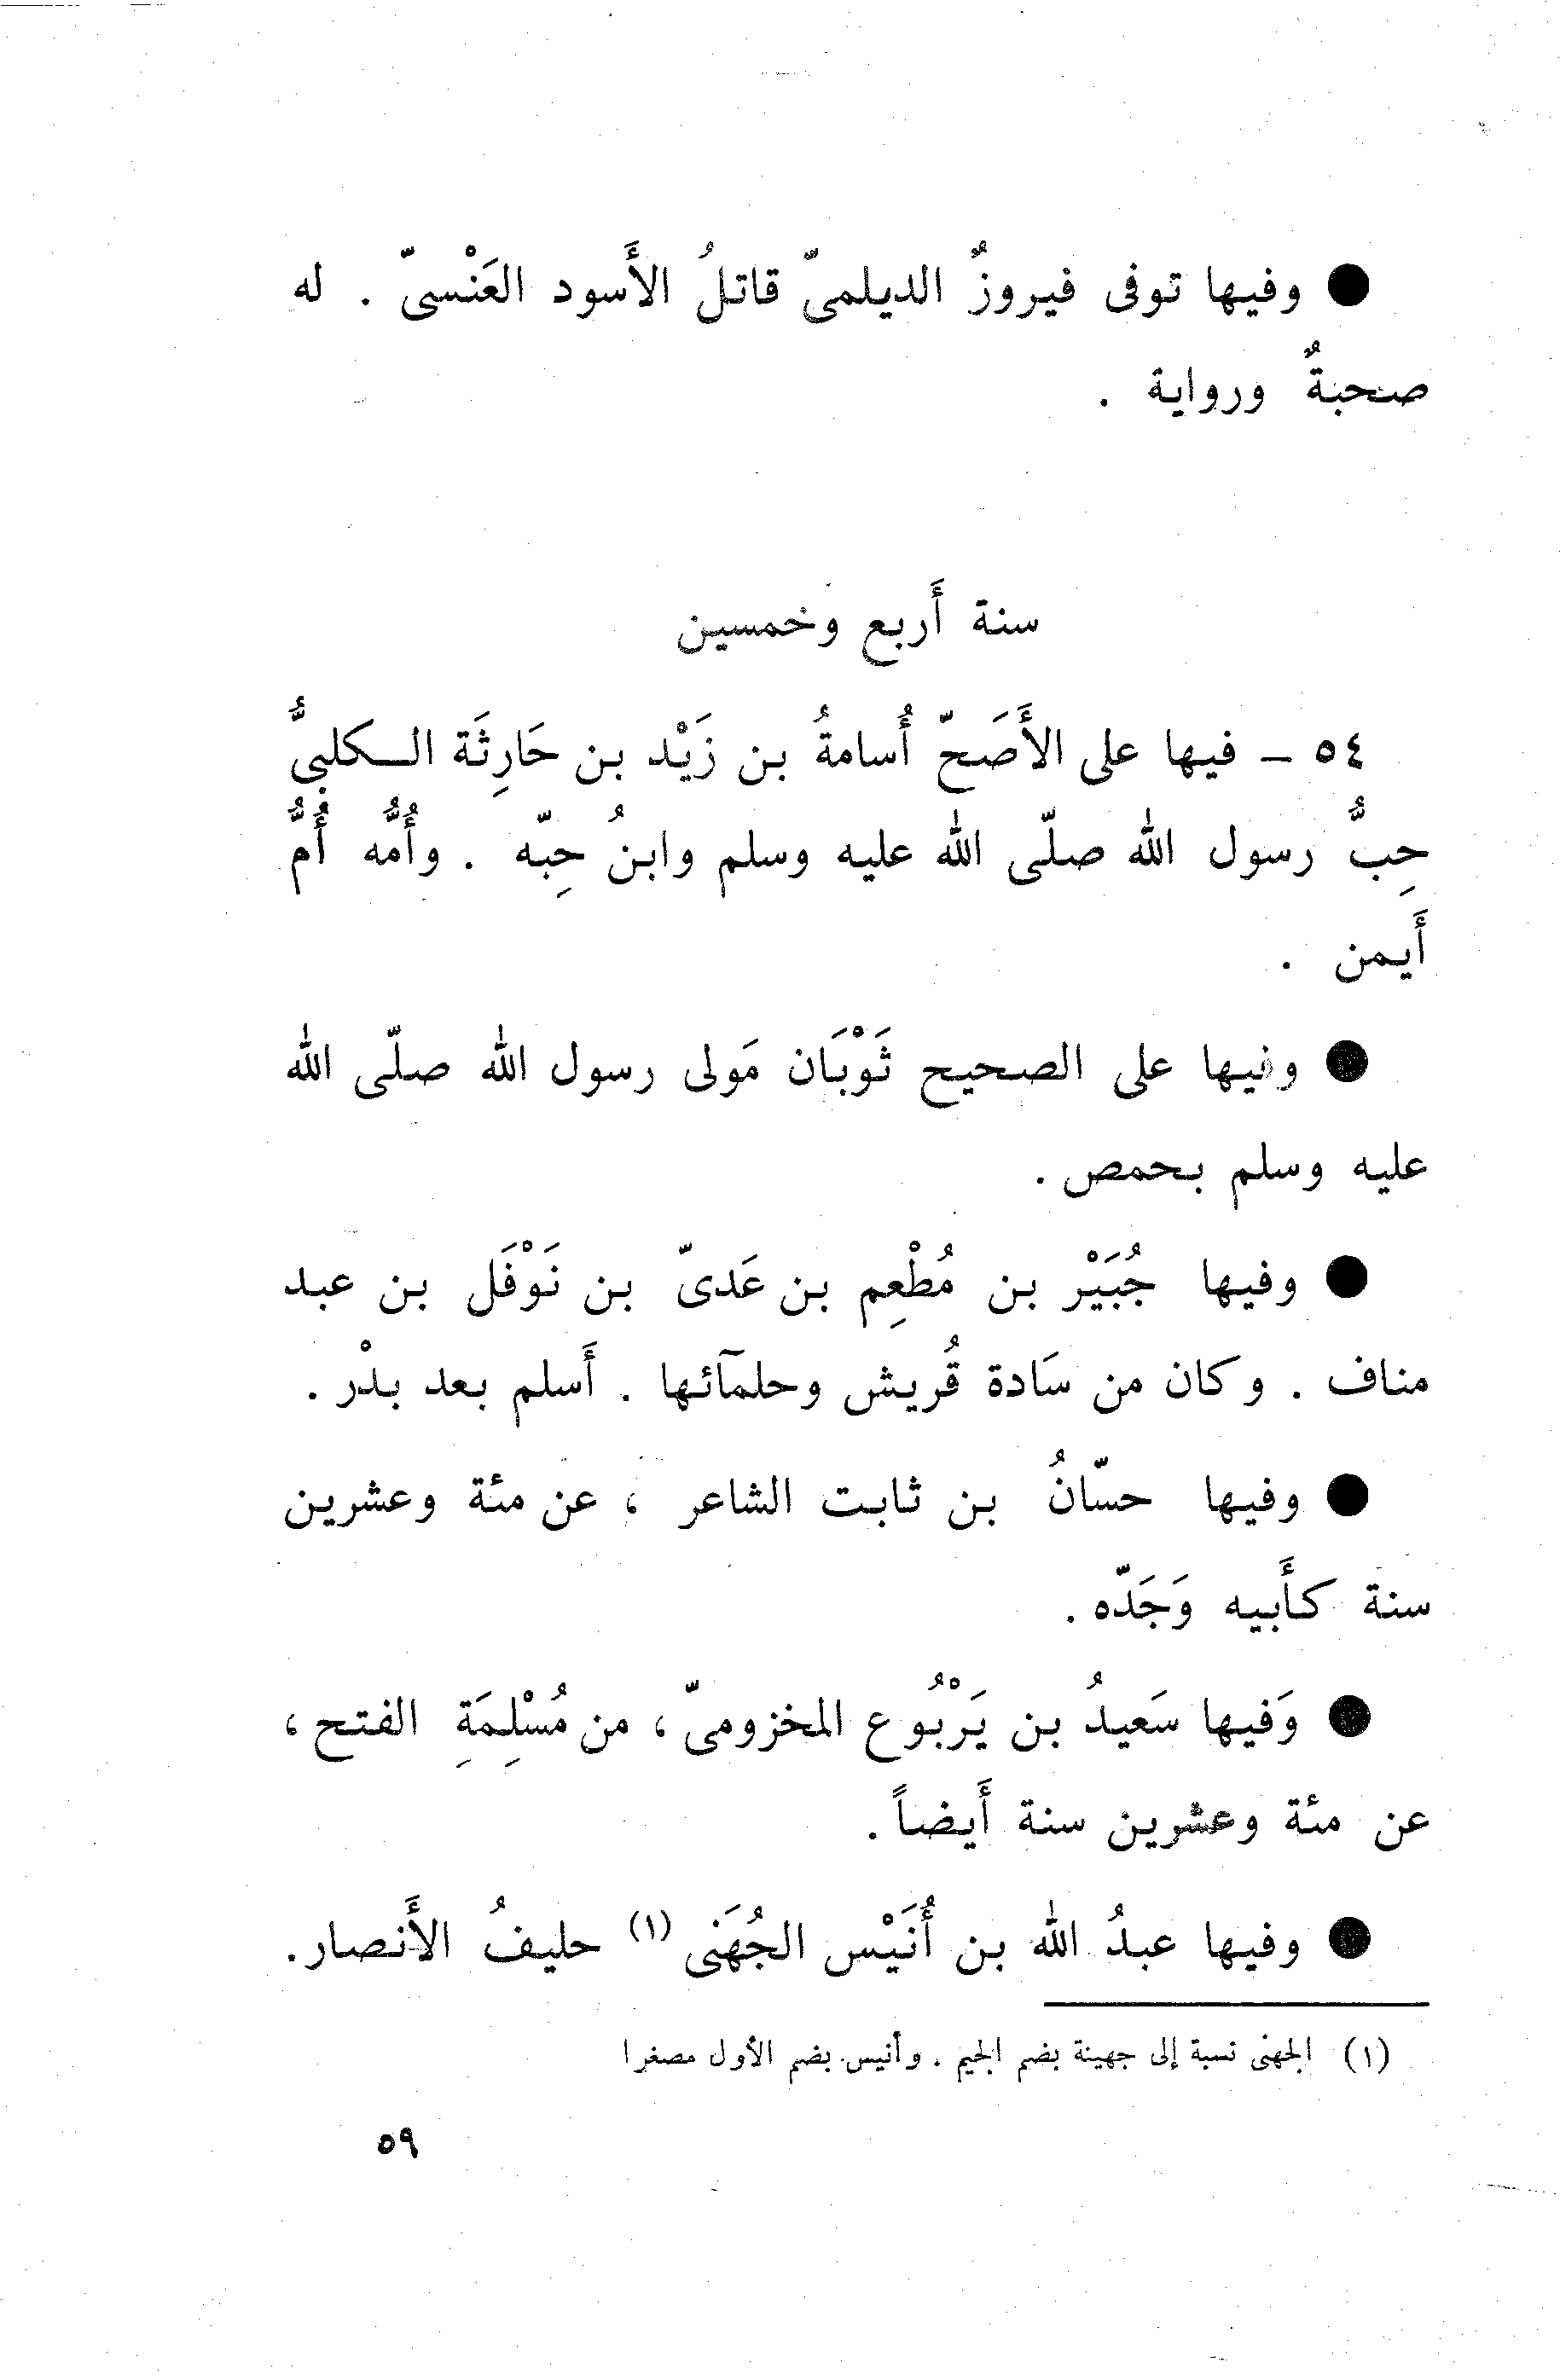 ● وفيها توفى فيروزٌ الديلمىّ قاتلُ الأَسود العَنْسىّ . له
صحبةٌ ورواية .
سنة أَربع وخمسين
٥٤ – فيها على الأَصَحّ أُسامةُ بن زَيْد بن حَارِثَة الـكلبىُّ
حِبُّ رسول الله صلّى الله عليه وسلم وابنُ حِبّه . وأُمُّه أُمُّ
أَيمن .
● وفيها على الصحيح ثَوْبَان مَولى رسول الله صلّى الله
عليه وسلم بحمص .
● وفيها جُبَيْر بن مُطْعِم بن عَدىّ بن نَوْفَل بن عبد
مناف . وكان من سَادة قُريش وحلمآئها . أَسلم بعد بدْر .
● وفيها حسّانُ بن ثابت الشاعر ، عن مئة وعشرين
سنة كأَبيه وَجَدّه .
● وَفيها سَعيدُ بن يَرْبُوع المخزومىّ ، من مُسْلِمَةِ الفتح ،
عن مئة وعشرين سنة أَيضاً .
● وفيها عبدُ الله بن أُنَيْس الجُهَنى (١) حليفُ الأَنصار .
(١) الجهنى نسبة إلى جهينة بضم الجيم . وأنيس بضم الأول مصغرا
٥٩